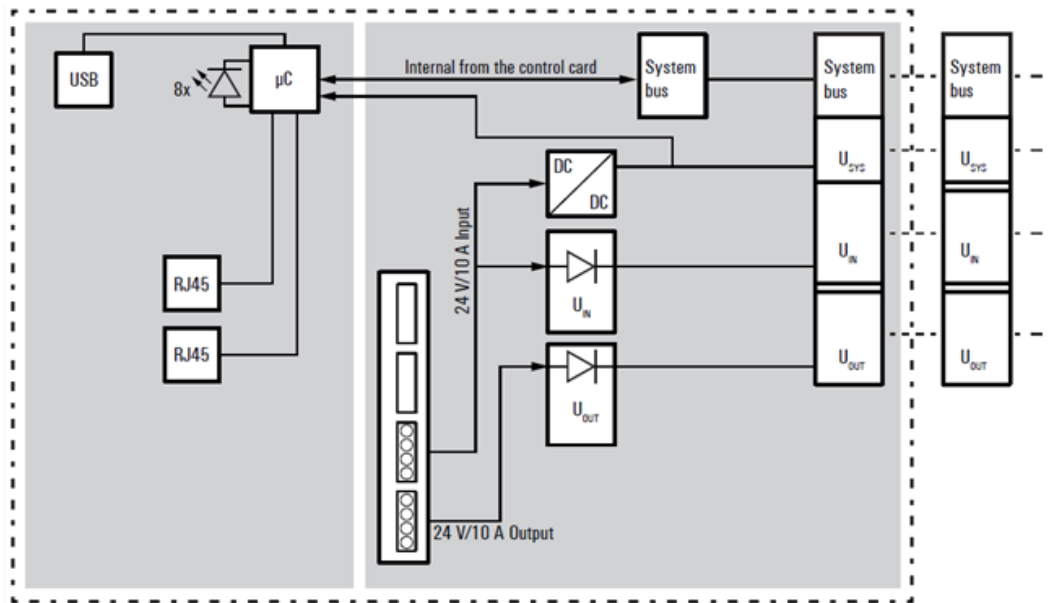 USB
8x
µC
Internal from the control card
System
bus
System
bus
System
bus
DC
DC
U_SYS
U_SYS
24 V/10 A Input
RJ45
U_IN
U_IN
U_IN
RJ45
U_OUT
U_OUT
U_OUT
24 V/10 A Output